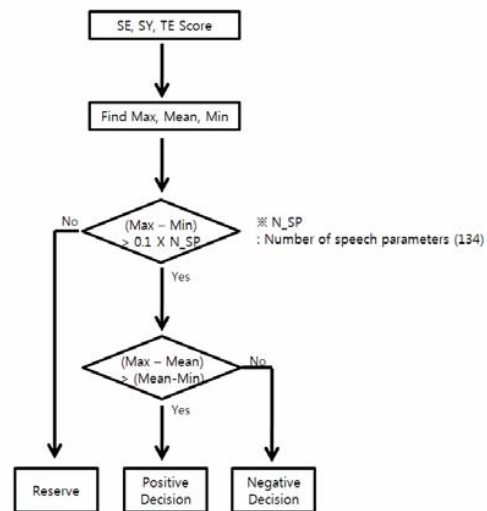 SE, SY, TE Score
Find Max, Mean, Min
No
(Max – Min)
> 0.1 X N_SP
※ N_SP
: Number of speech parameters (134)
Yes
(Max – Mean)
> (Mean-Min)
No
Yes
Reserve
Positive
Decision
Negative
Decision